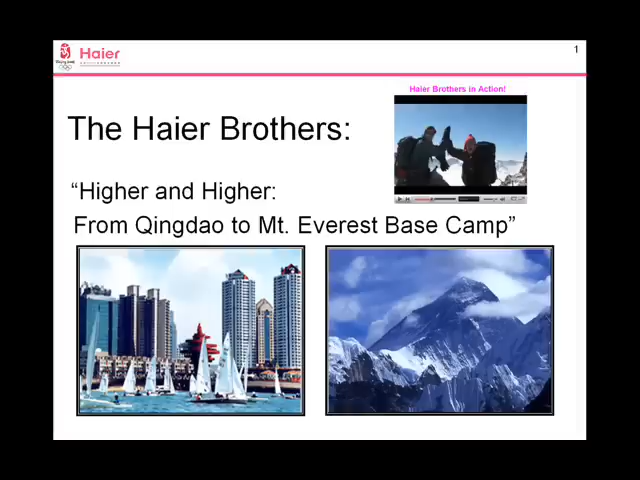 Haier
1
Haier Brothers in Action!
The Haier Brothers:
“Higher and Higher:
From Qingdao to Mt. Everest Base Camp”